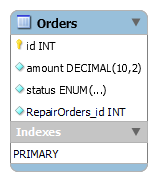 Orders
id INT
amount DECIMAL(10,2)
status ENUM(...)
RepairOrders_id INT
Indexes
PRIMARY